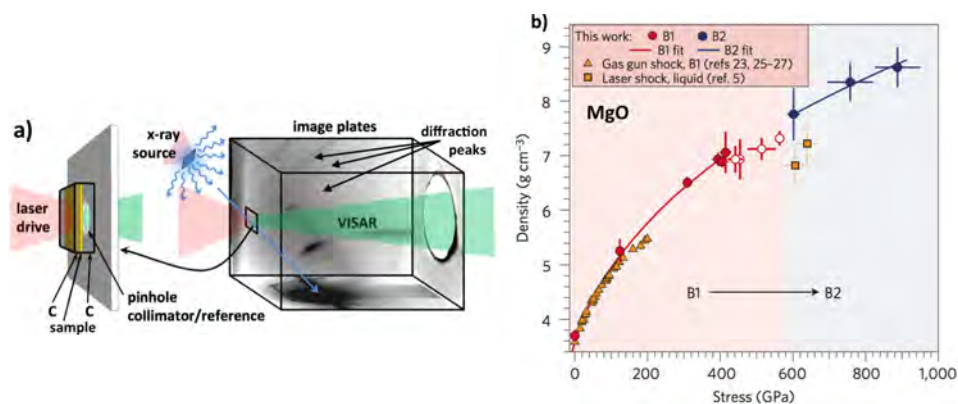 a)
x-ray
source
image plates
diffraction
peaks
laser
drive
VISAR
C
C
sample
pinhole
collimator/reference
b)
This work: B1 B2
B1 fit B2 fit
Gas gun shock, B1 (refs 23, 25–27)
Laser shock, liquid (ref. 5)
MgO
Density (g cm⁻³)
9
8
7
6
5
4
B1 B2
0 200 400 600 800 1,000
Stress (GPa)